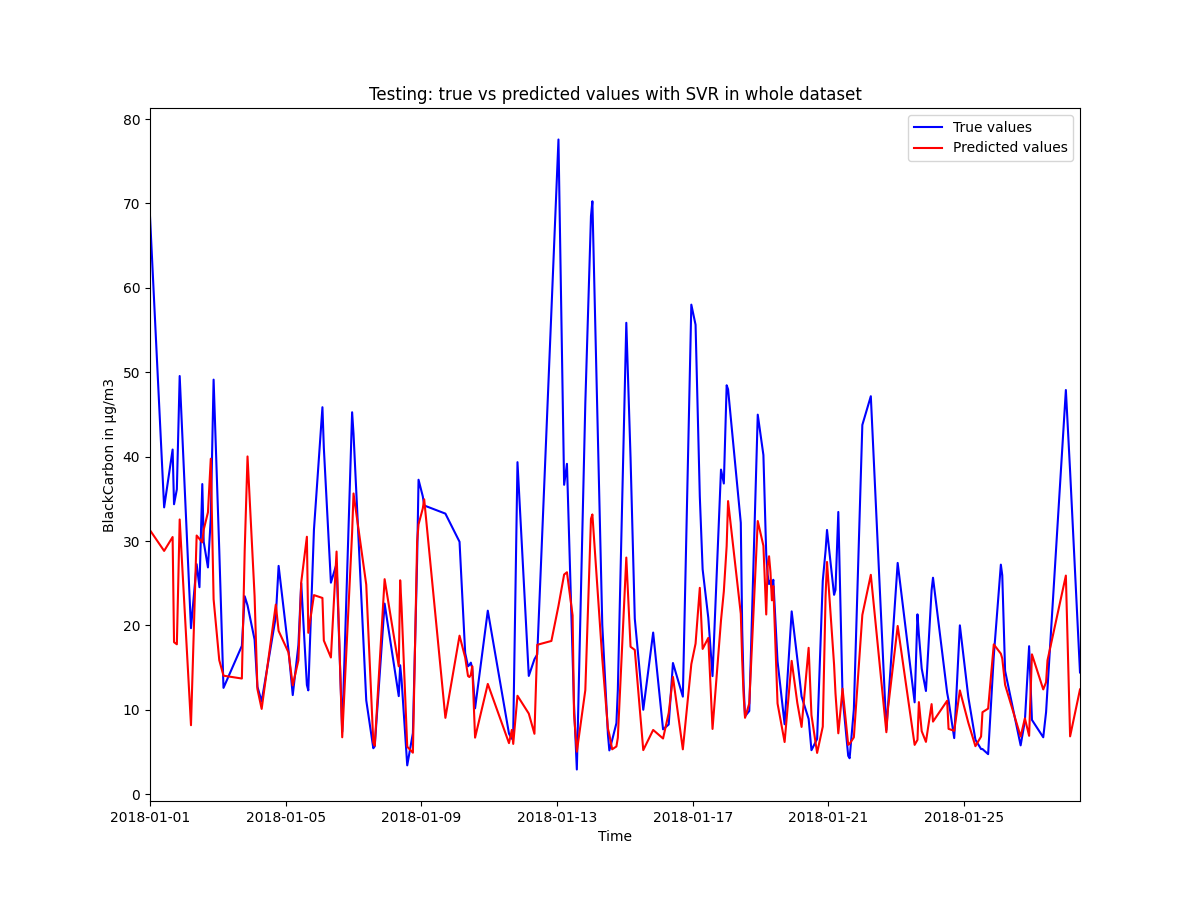 Testing: true vs predicted values with SVR in whole dataset
True values
Predicted values
80
70
60
50
40
30
20
10
0
BlackCarbon in µg/m3
2018-01-01 2018-01-05 2018-01-09 2018-01-13 2018-01-17 2018-01-21 2018-01-25
Time